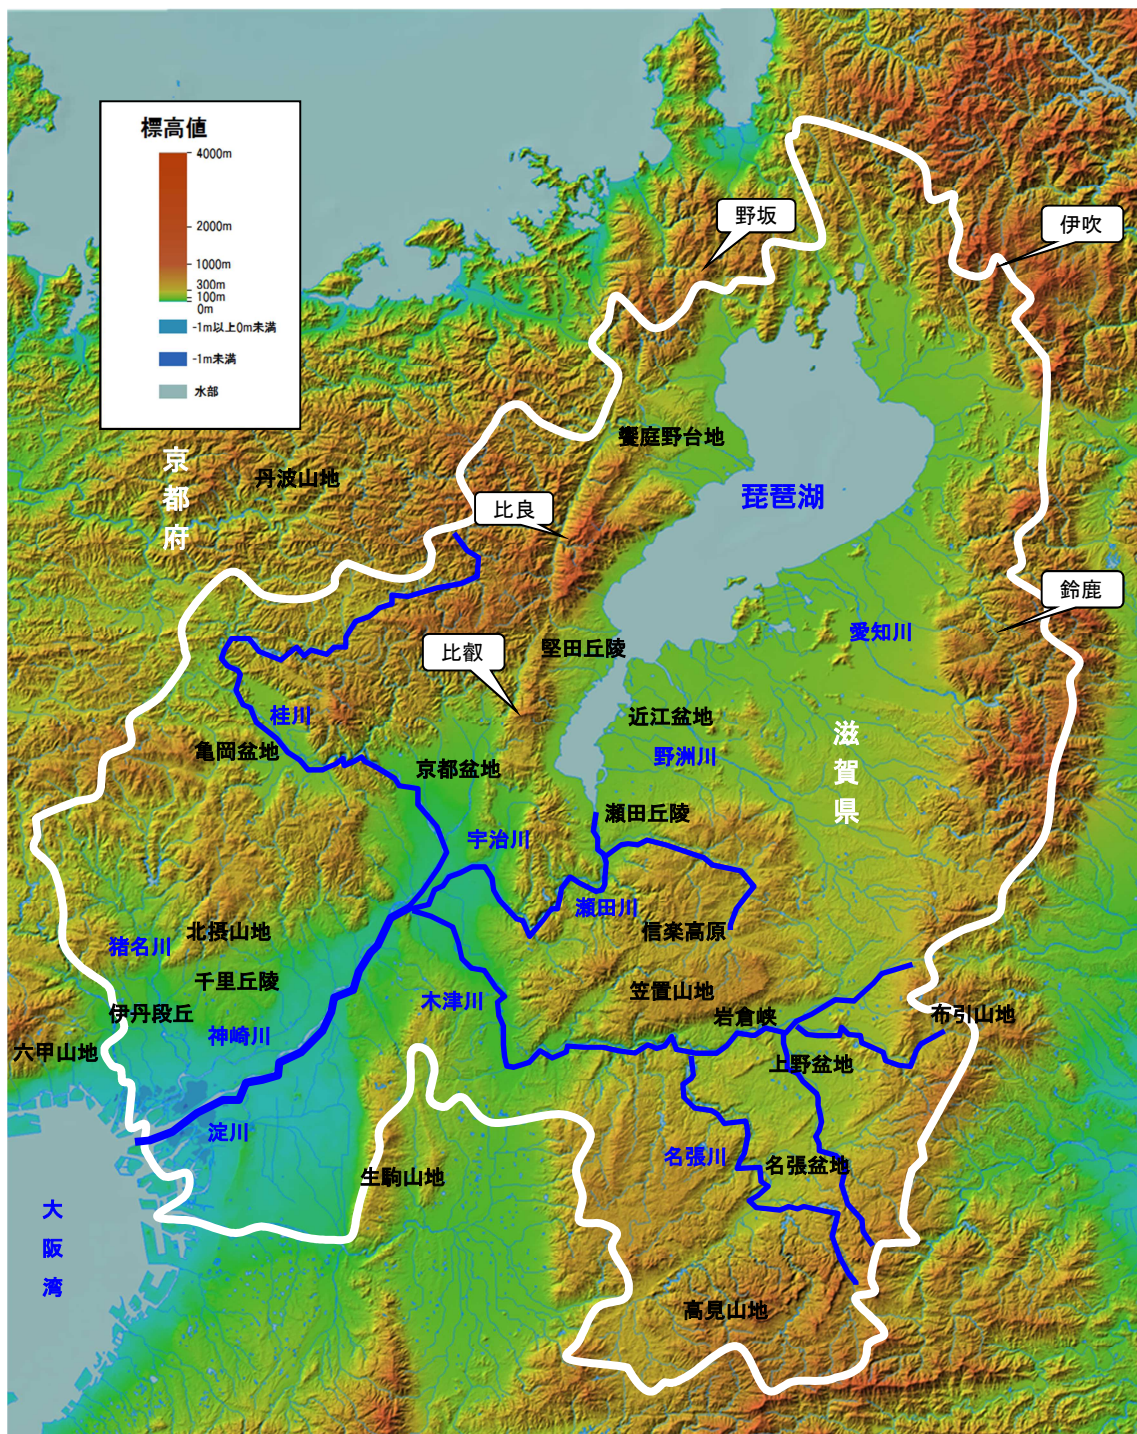 標高値
4000m
2000m
1000m
300m
100m
0m
-1m以上0m未満
-1m未満
水部
野坂
伊吹
京都府
丹波山地
饗庭野台地
琵琶湖
比良
鈴鹿
愛知川
比叡
堅田丘陵
桂川
近江盆地
亀岡盆地
野洲川
滋賀県
京都盆地
瀬田丘陵
宇治川
瀬田川
信楽高原
北摂山地
猪名川
千里丘陵
笠置山地
木津川
伊丹段丘
岩倉峡
布引山地
神崎川
六甲山地
上野盆地
淀川
名張川
名張盆地
生駒山地
大阪湾
高見山地